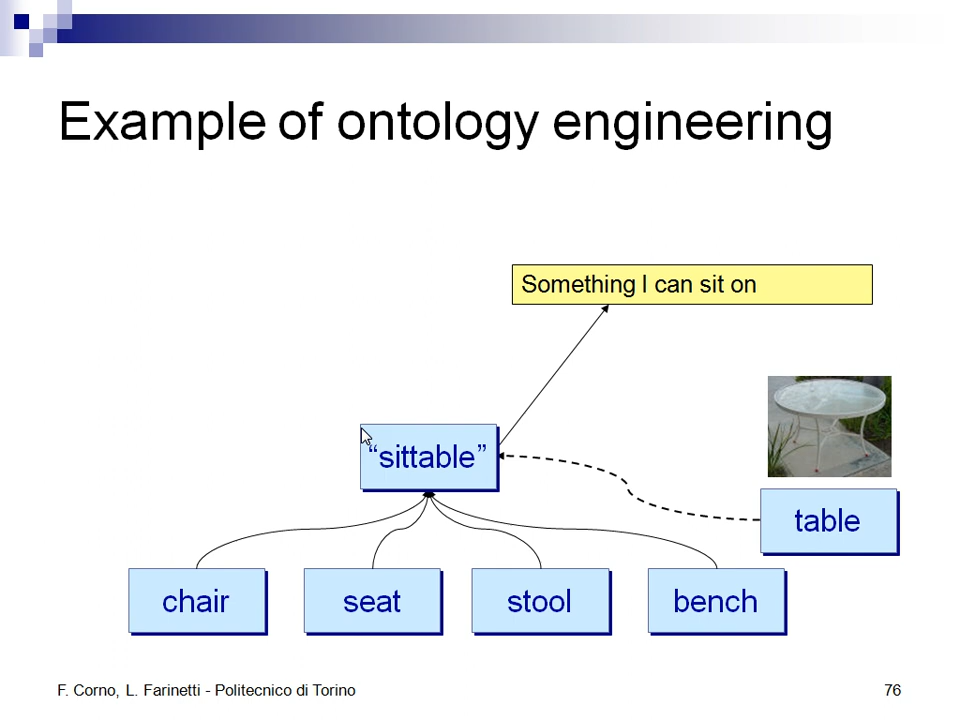 Example of ontology engineering
Something I can sit on
“sittable”
table
chair
seat
stool
bench
F. Corno, L. Farinetti - Politecnico di Torino
76